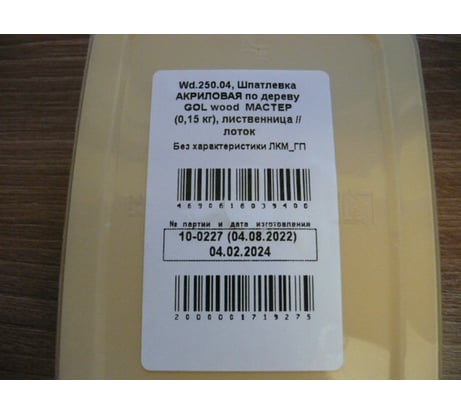 Wd.250.04, Шпатлевка
АКРИЛОВАЯ по дереву
GOL wood МАСТЕР
(0,15 кг), лиственница //
лоток
Без характеристики ЛКМ_ГП
4690618039400
№ партии и дата изготовления
10-0227 (04.08.2022)
04.02.2024
2000001719275